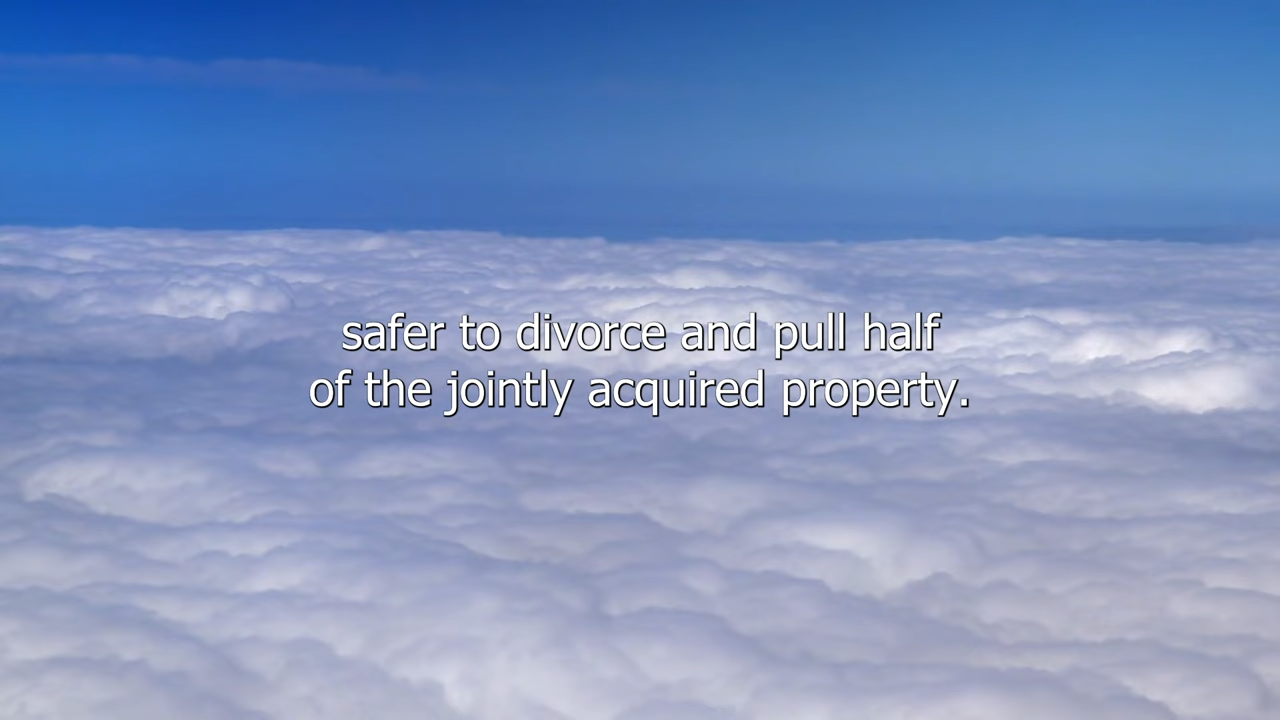 safer to divorce and pull half
of the jointly acquired property.